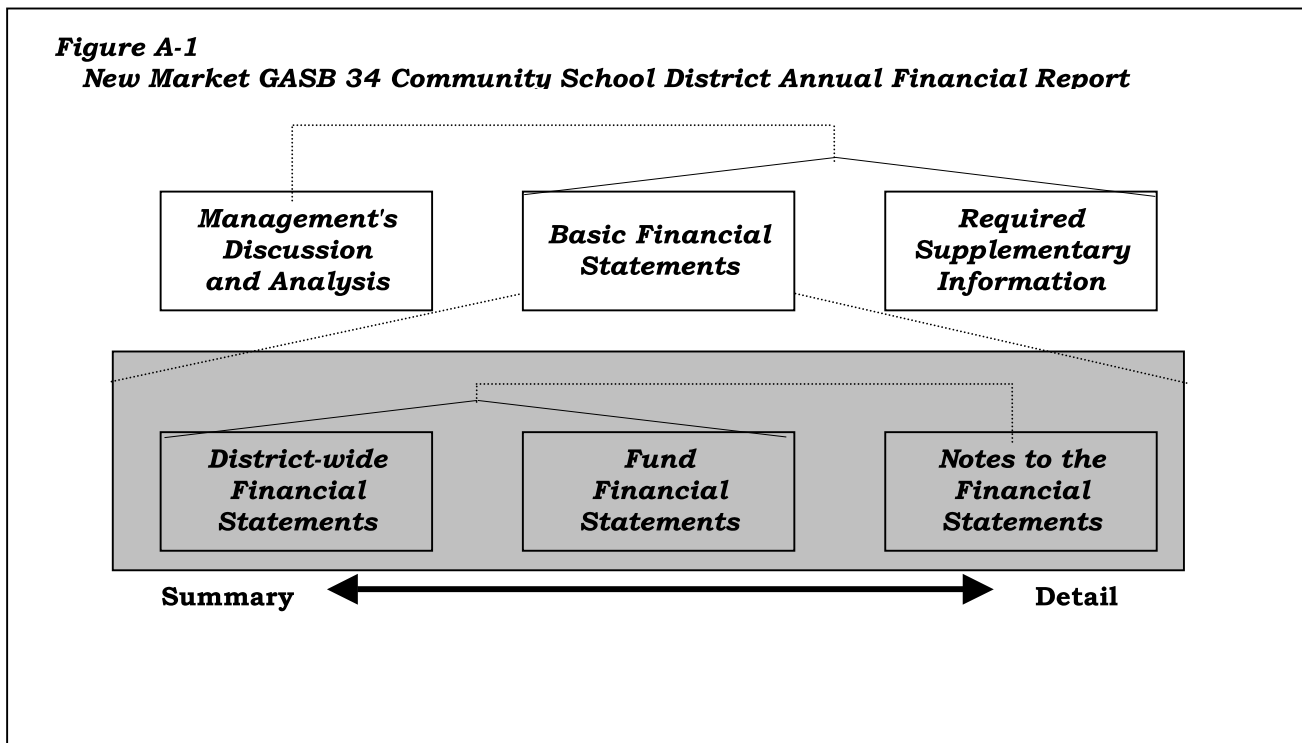 Figure A-1
New Market GASB 34 Community School District Annual Financial Report
Management's
Discussion
and Analysis
Basic Financial
Statements
Required
Supplementary
Information
District-wide
Financial
Statements
Fund
Financial
Statements
Notes to the
Financial
Statements
Summary
Detail